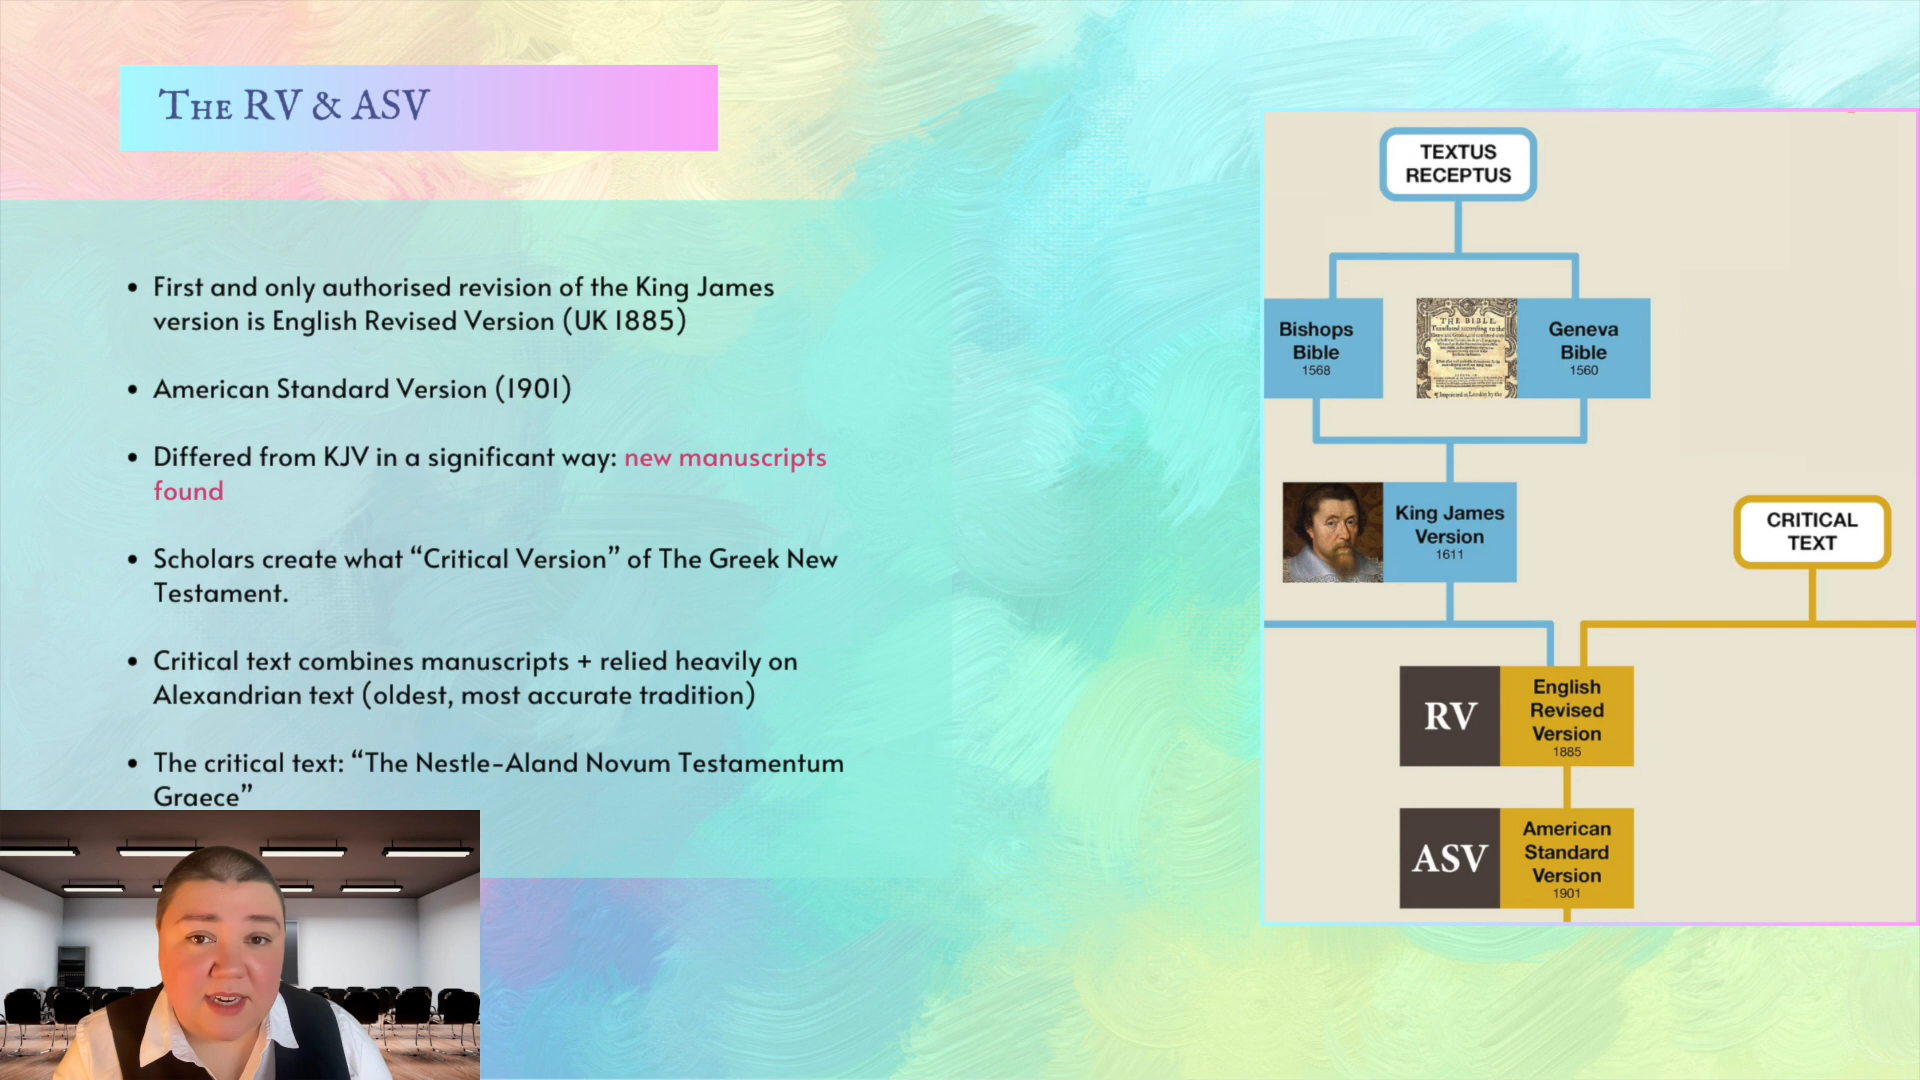 The RV & ASV
First and only authorised revision of the King James
version is English Revised Version (UK 1885)
American Standard Version (1901)
Differed from KJV in a significant way: new manuscripts
found
Scholars create what “Critical Version” of The Greek New
Testament.
Critical text combines manuscripts + relied heavily on
Alexandrian text (oldest, most accurate tradition)
The critical text: “The Nestle-Aland Novum Testamentum
Graece”
TEXTUS
RECEPTUS
Bishops
Bible
1568
THE BIBLE.
Geneva
Bible
1560
King James
Version
1611
CRITICAL
TEXT
RV
English
Revised
Version
1885
ASV
American
Standard
Version
1901